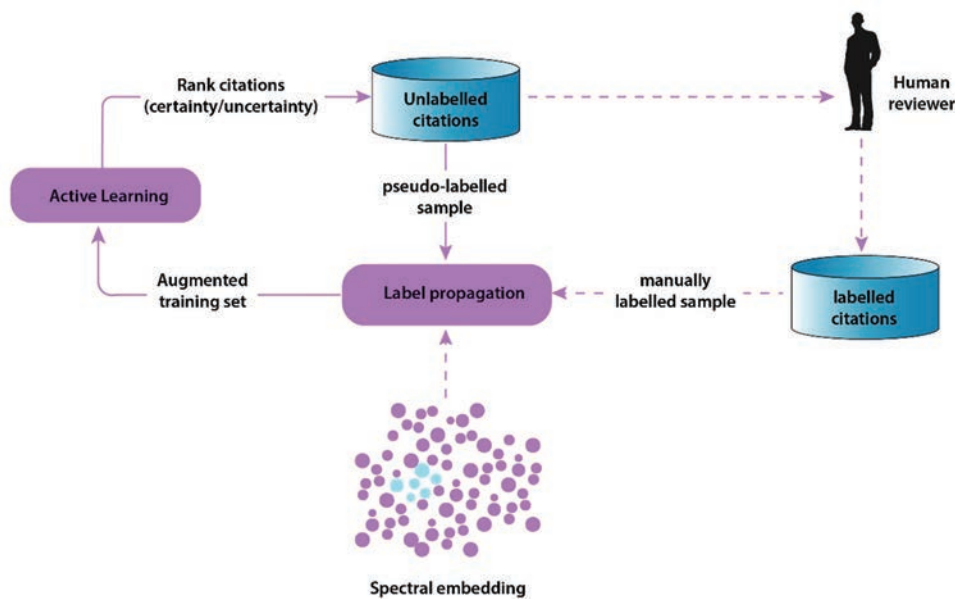 Rank citations
(certainty/uncertainty)
Unlabelled
citations
Human
reviewer
Active Learning
pseudo-labelled
sample
Augmented
training set
Label propagation
manually
labelled sample
labelled
citations
Spectral embedding